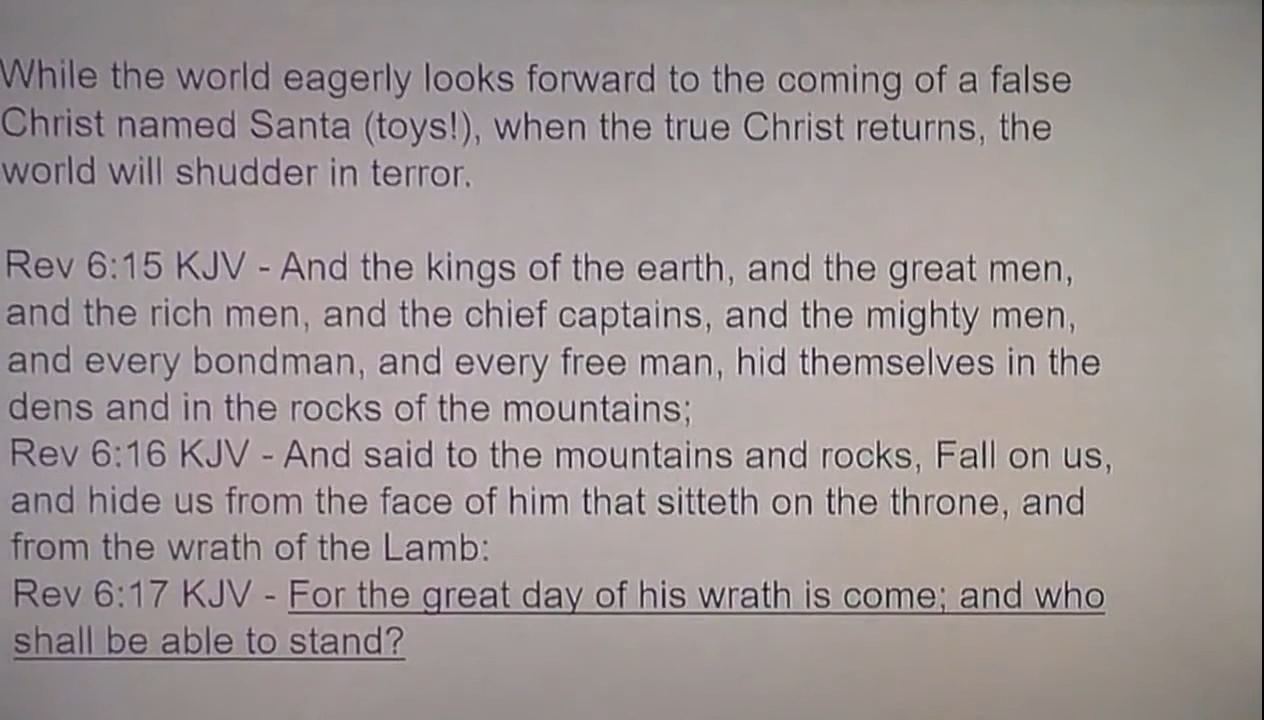 While the world eagerly looks forward to the coming of a false
Christ named Santa (toys!), when the true Christ returns, the
world will shudder in terror.
Rev 6:15 KJV - And the kings of the earth, and the great men,
and the rich men, and the chief captains, and the mighty men,
and every bondman, and every free man, hid themselves in the
dens and in the rocks of the mountains;
Rev 6:16 KJV - And said to the mountains and rocks, Fall on us,
and hide us from the face of him that sitteth on the throne, and
from the wrath of the Lamb:
Rev 6:17 KJV - For the great day of his wrath is come; and who
shall be able to stand?